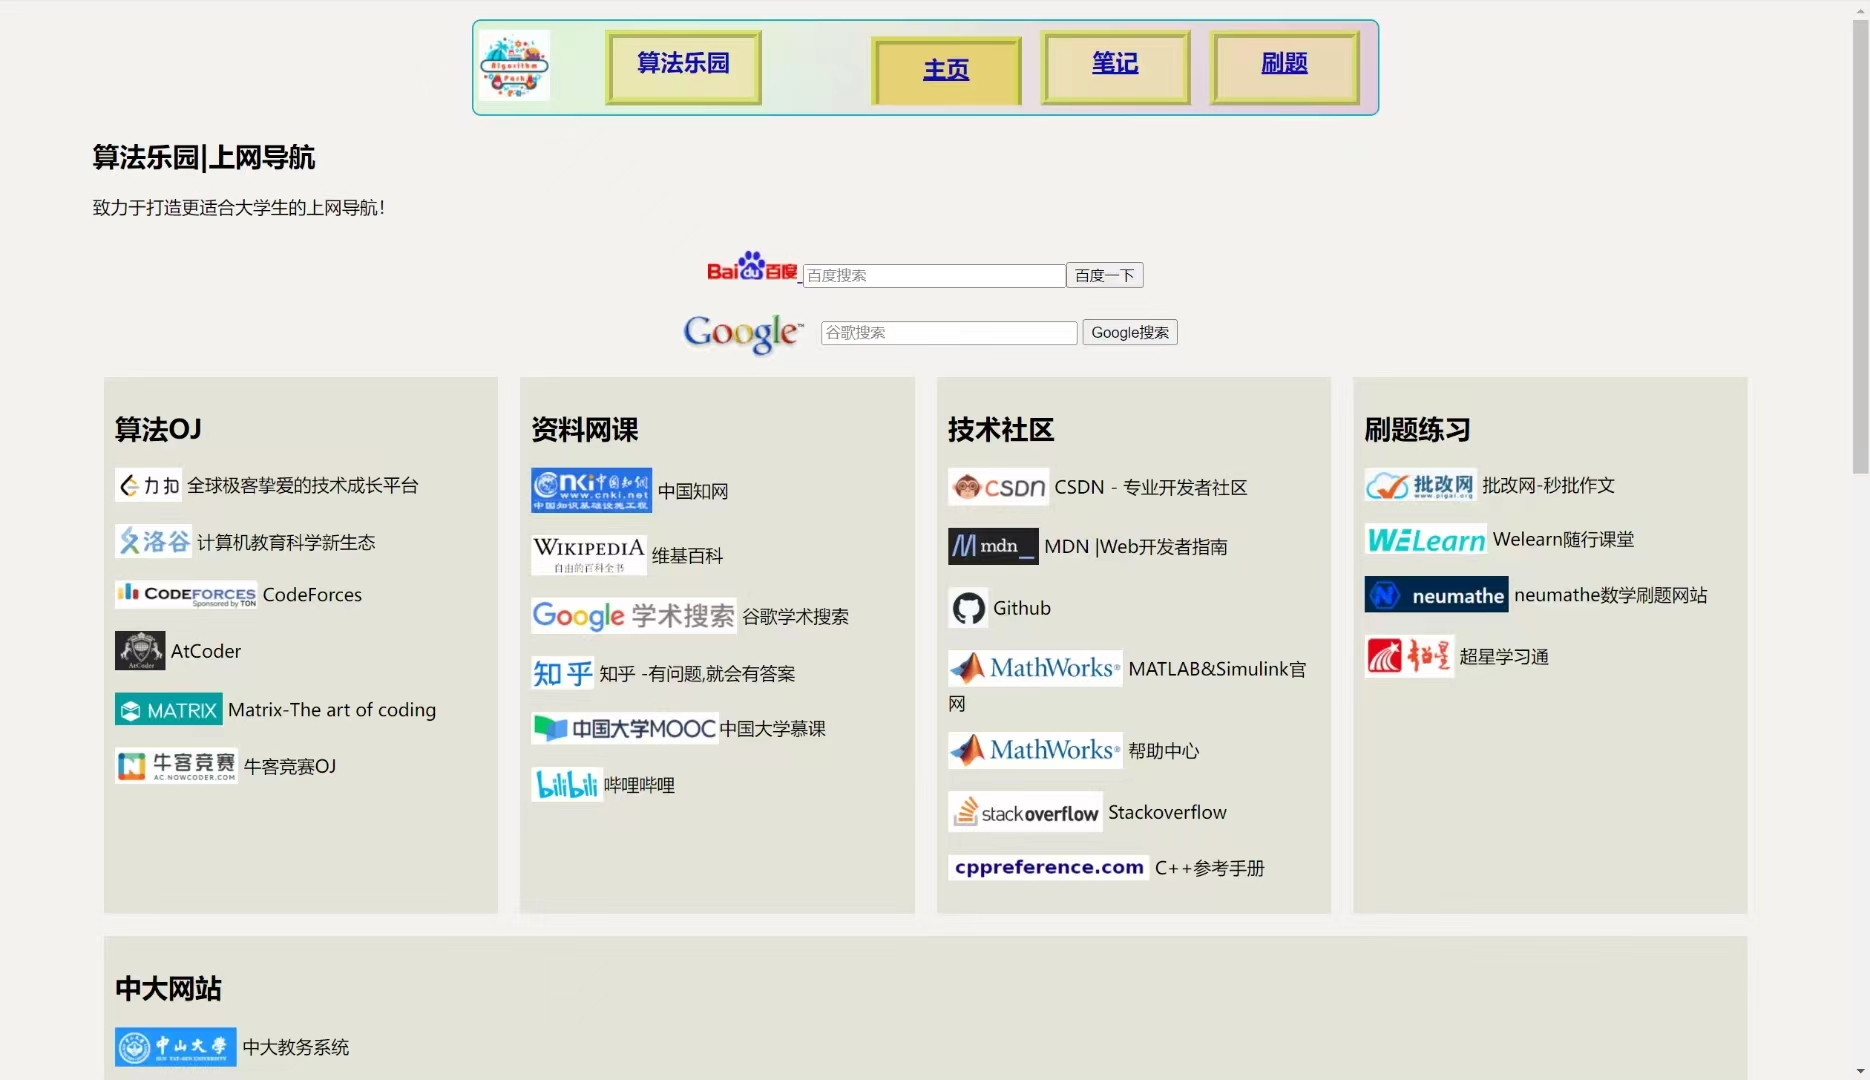 Algorithm
Park
算法乐园
主页
笔记
刷题
算法乐园|上网导航
致力于打造更适合大学生的上网导航!
Baidu百度 百度搜索 百度一下
Google™ 谷歌搜索 Google搜索
算法OJ
力扣 全球极客挚爱的技术成长平台
洛谷 计算机教育科学新生态
CODEFORCES CodeForces
Sponsored by TON
AtCoder AtCoder
MATRIX Matrix-The art of coding
牛客竞赛 牛客竞赛OJ
AC.NOWCODER.COM
资料网课
cnki中国知网 中国知网
www.cnki.net
中国知识基础设施工程
WIKIPEDIA 维基百科
自由的百科全书
Google 学术搜索 谷歌学术搜索
知乎 知乎 -有问题,就会有答案
中国大学MOOC 中国大学慕课
bilibili 哔哩哔哩
技术社区
CSDN CSDN - 专业开发者社区
mdn_ MDN |Web开发者指南
Github
MathWorks® MATLAB&Simulink官
网
MathWorks® 帮助中心
stackoverflow Stackoverflow
cppreference.com C++参考手册
刷题练习
批改网 批改网-秒批作文
www.pigai.org
WELearn Welearn随行课堂
neumathe neumathe数学刷题网站
超星 超星学习通
中大网站
中山大学 中大教务系统
SUN YAT-SEN UNIVERSITY